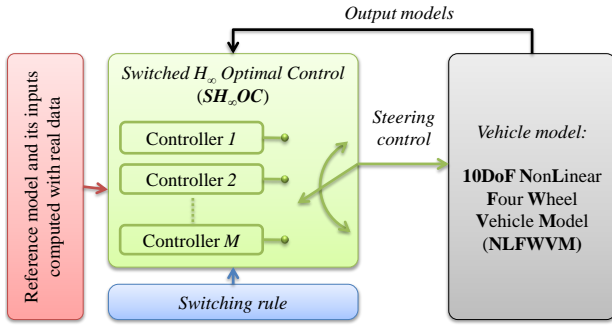 Output models
Reference model and its inputs
computed with real data
Switched H∞ Optimal Control
(SH∞OC)
Controller 1
Controller 2
Controller M
Switching rule
Steering
control
Vehicle model:
10DoF NonLinear
Four Wheel
Vehicle Model
(NLFWVM)